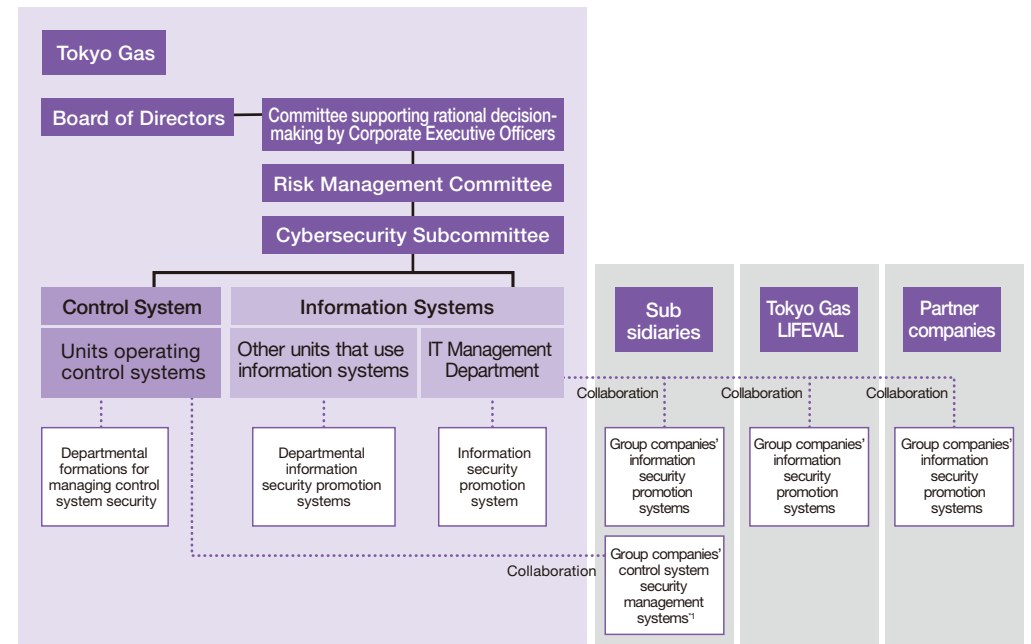 Tokyo Gas
Board of Directors
Committee supporting rational decision-
making by Corporate Executive Officers
Risk Management Committee
Cybersecurity Subcommittee
Control System
Information Systems
Units operating
control systems
Other units that use
information systems
IT Management
Department
Sub
sidiaries
Tokyo Gas
LIFEVAL
Partner
companies
Collaboration
Collaboration
Collaboration
Departmental
formations for
managing control
system security
Departmental
information
security promotion
systems
Information
security
promotion
system
Group companies'
information
security
promotion
systems
Group companies'
information
security
promotion
systems
Group companies'
information
security
promotion
systems
Collaboration
Group companies'
control system
security
management
systems*1